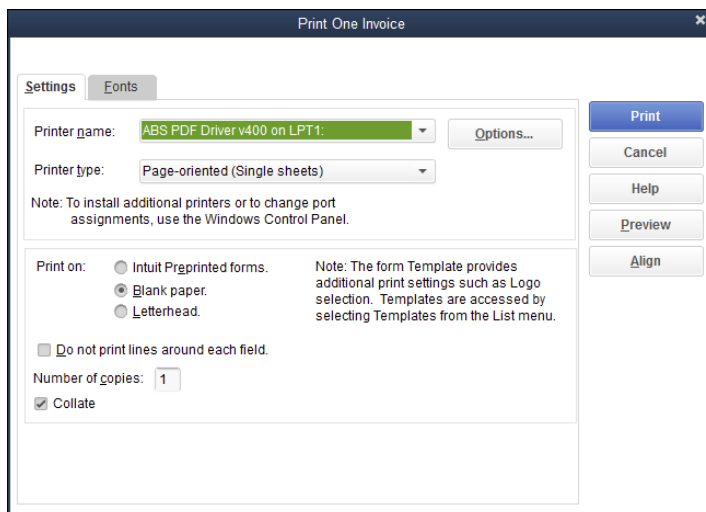 Print One Invoice
Settings
Fonts
Printer name:
ABS PDF Driver v400 on LPT1:
Options...
Printer type:
Page-oriented (Single sheets)
Note: To install additional printers or to change port
assignments, use the Windows Control Panel.
Print on:
Intuit Preprinted forms.
Blank paper.
Letterhead.
Note: The form Template provides
additional print settings such as Logo
selection. Templates are accessed by
selecting Templates from the List menu.
Do not print lines around each field.
Number of copies:
1
Collate
Print
Cancel
Help
Preview
Align